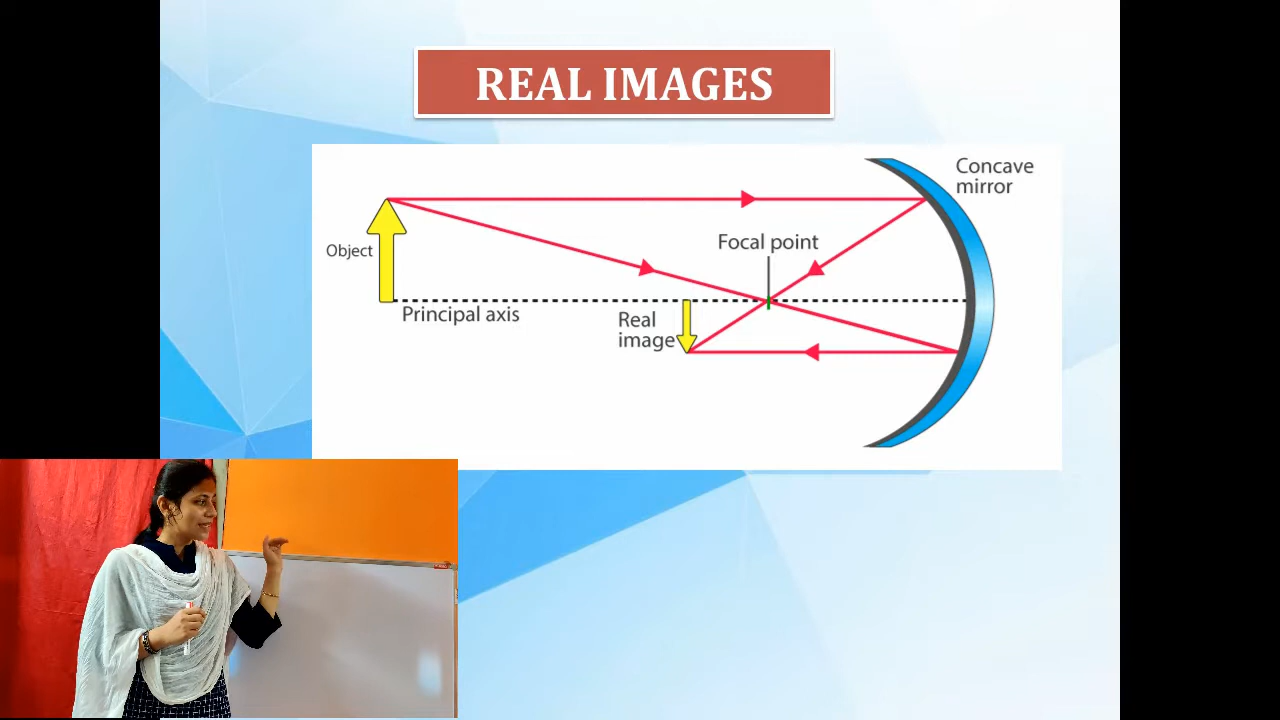 REAL IMAGES
Concave
mirror
Focal point
Object
Principal axis
Real
image